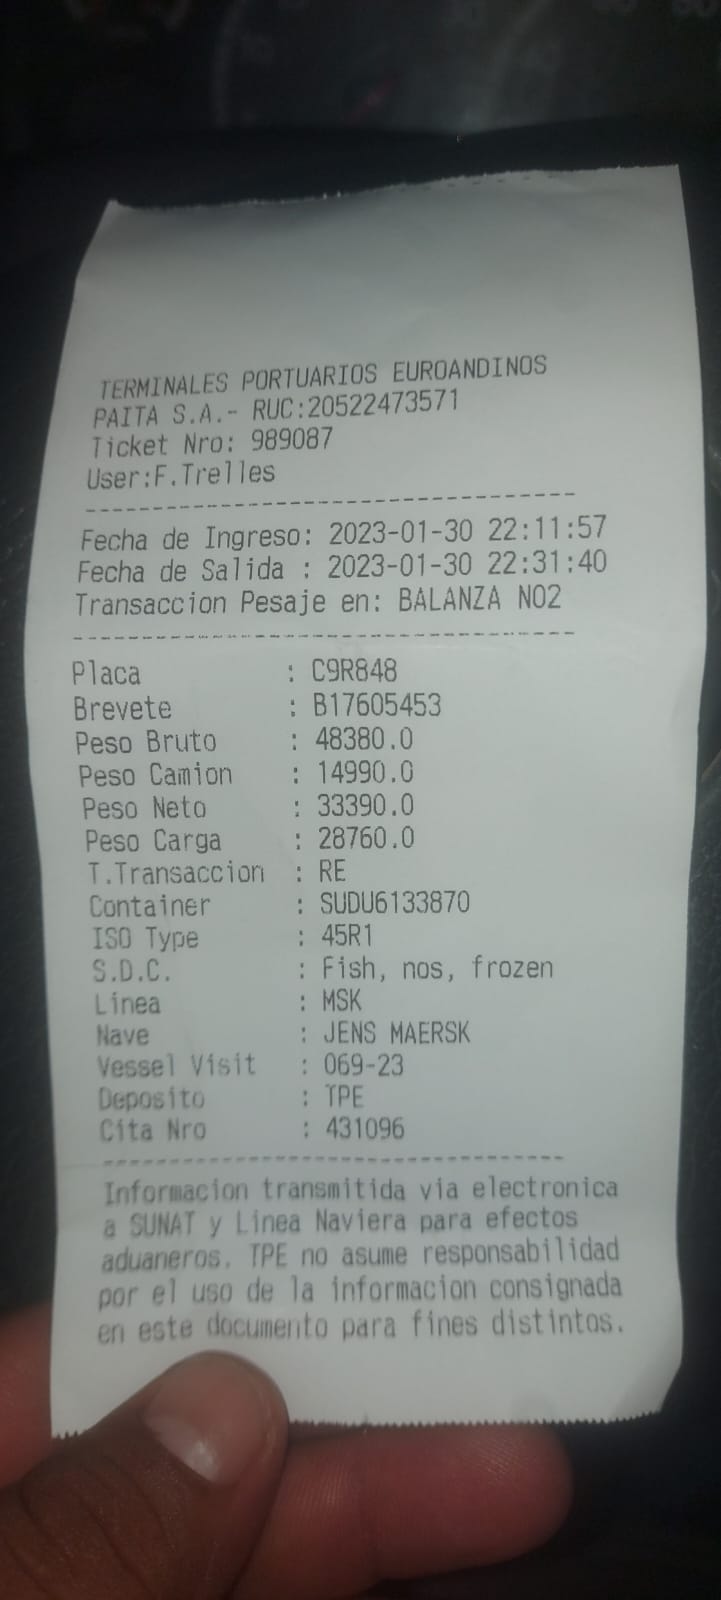 TERMINALES PORTUARIOS EUROANDINOS
PAITA S.A.- RUC:20522473571
Ticket Nro: 989087
User:F.Trelles
-----------------------------------
Fecha de Ingreso: 2023-01-30 22:11:57
Fecha de Salida : 2023-01-30 22:31:40
Transaccion Pesaje en: BALANZA NO2
-----------------------------------
Placa : C9R848
Brevete : B17605453
Peso Bruto : 48380.0
Peso Camion : 14990.0
Peso Neto : 33390.0
Peso Carga : 28760.0
T.Transaccion : RE
Container : SUDU6133870
ISO Type : 45R1
S.D.C. : Fish, nos, frozen
Linea : MSK
Nave : JENS MAERSK
Vessel Visit : 069-23
Deposito : TPE
Cita Nro : 431096
-----------------------------------
Informacion transmitida via electronica
a SUNAT y Linea Naviera para efectos
aduaneros. TPE no asume responsabilidad
por el uso de la informacion consignada
en este documento para fines distintos.